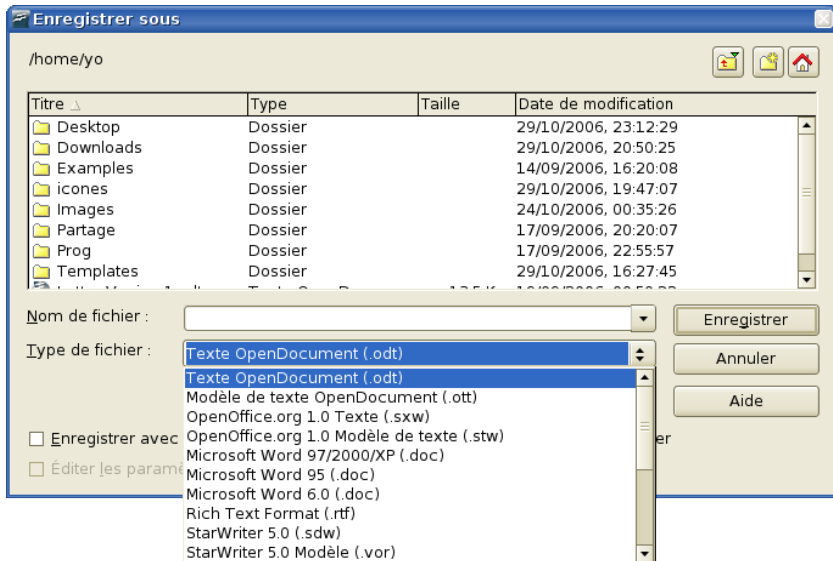 Enregistrer sous
/home/yo
Titre Type Taille Date de modification
Desktop Dossier 29/10/2006, 23:12:29
Downloads Dossier 29/10/2006, 20:50:25
Examples Dossier 14/09/2006, 16:20:08
icones Dossier 29/10/2006, 19:47:07
Images Dossier 24/10/2006, 00:35:26
Partage Dossier 17/09/2006, 20:20:07
Prog Dossier 17/09/2006, 22:55:57
Templates Dossier 29/10/2006, 16:27:45
Nom de fichier : Enregistrer
Type de fichier : Texte OpenDocument (.odt) Annuler
Texte OpenDocument (.odt)
Modèle de texte OpenDocument (.ott) Aide
OpenOffice.org 1.0 Texte (.sxw)
Enregistrer avec OpenOffice.org 1.0 Modèle de texte (.stw) er
Microsoft Word 97/2000/XP (.doc)
Éditer les paramè Microsoft Word 95 (.doc)
Microsoft Word 6.0 (.doc)
Rich Text Format (.rtf)
StarWriter 5.0 (.sdw)
StarWriter 5.0 Modèle (.vor)